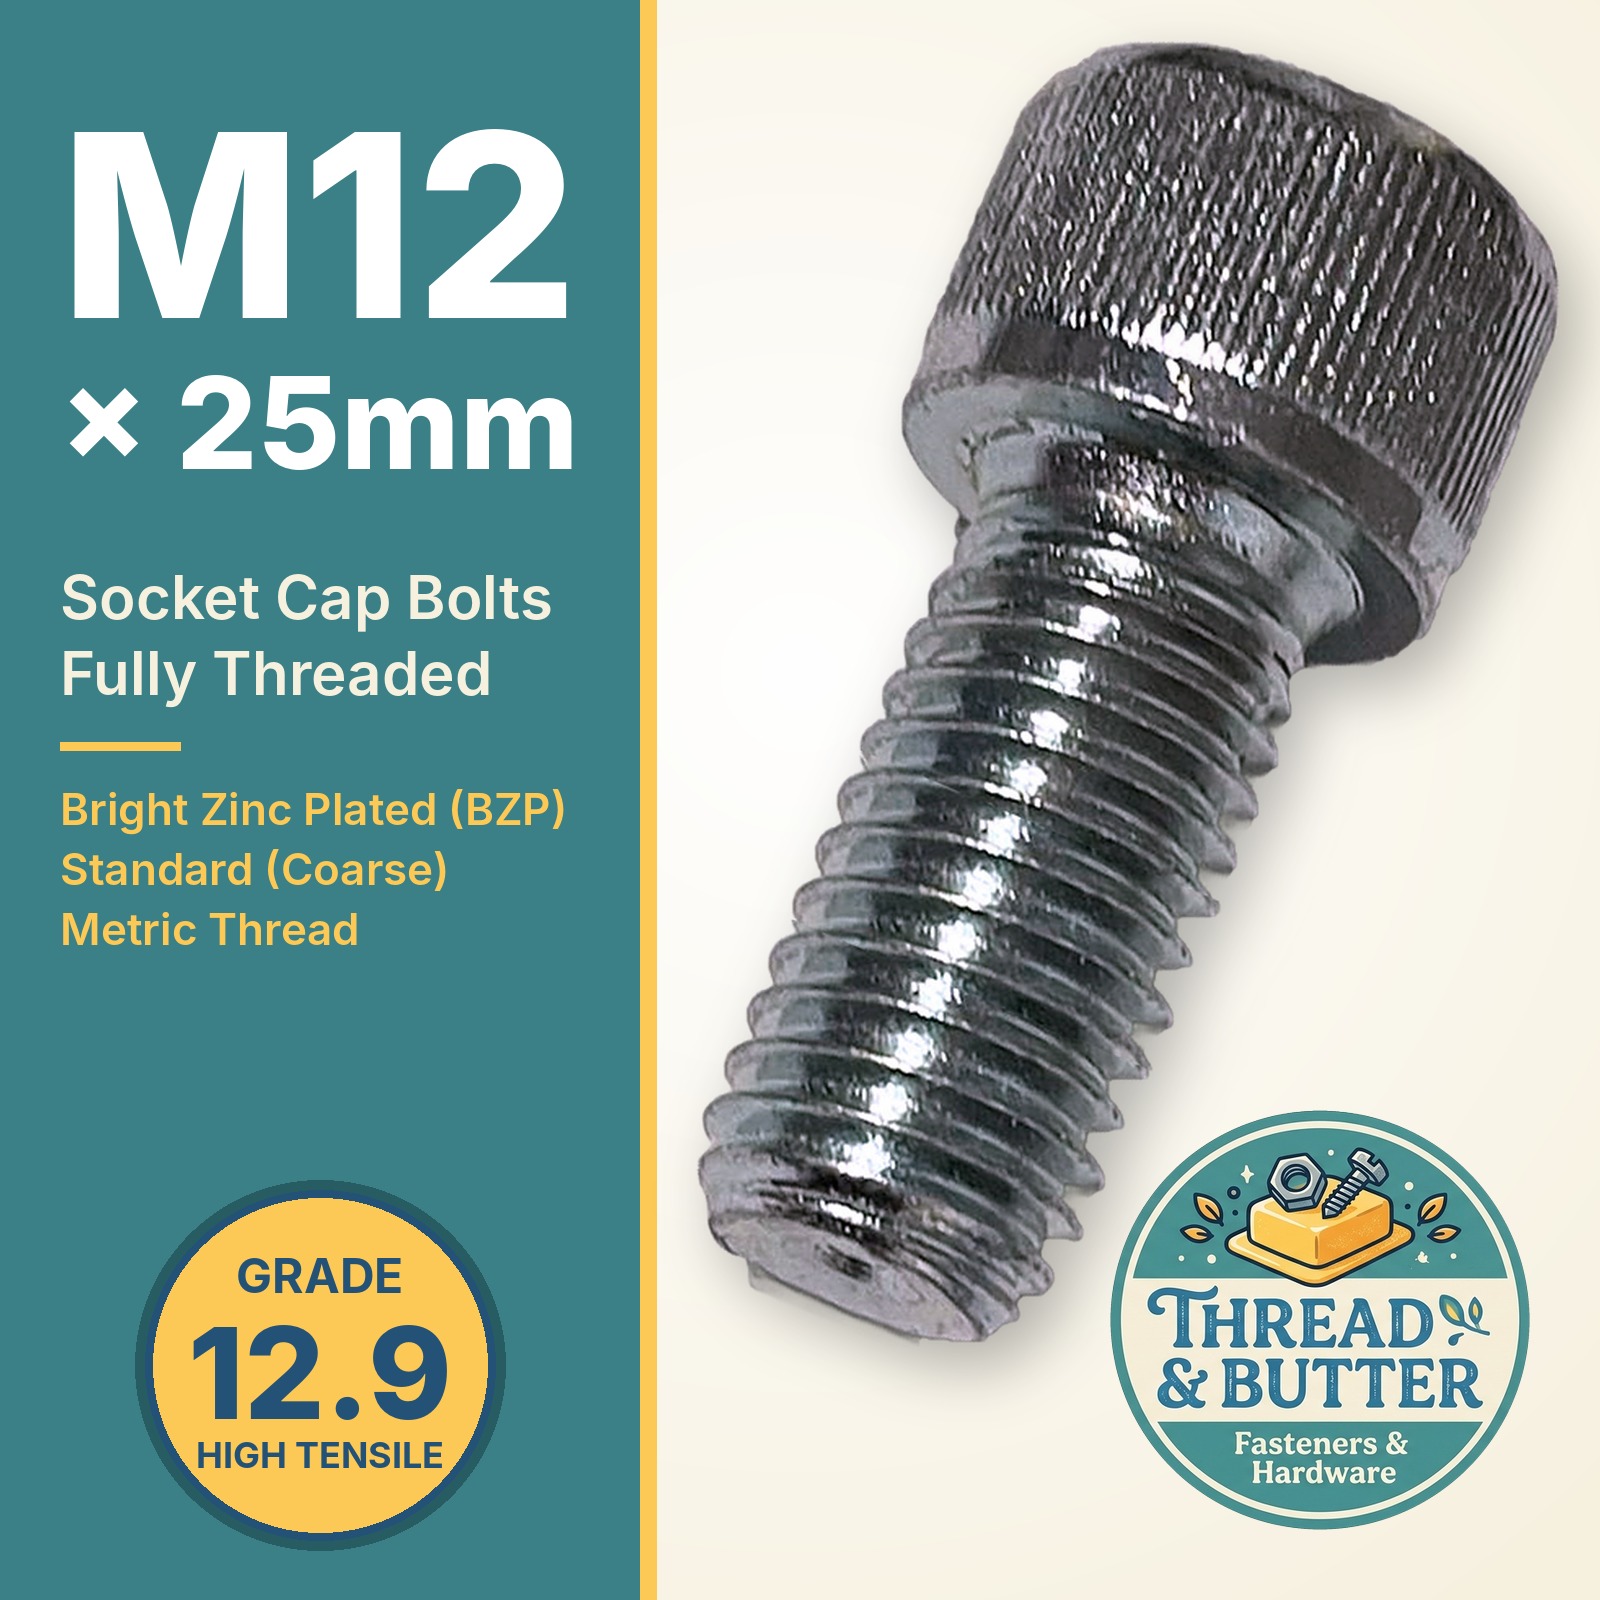 M12
× 25mm
Socket Cap Bolts
Fully Threaded
Bright Zinc Plated (BZP)
Standard (Coarse)
Metric Thread
GRADE
12.9
HIGH TENSILE
THREAD
& BUTTER
Fasteners &
Hardware